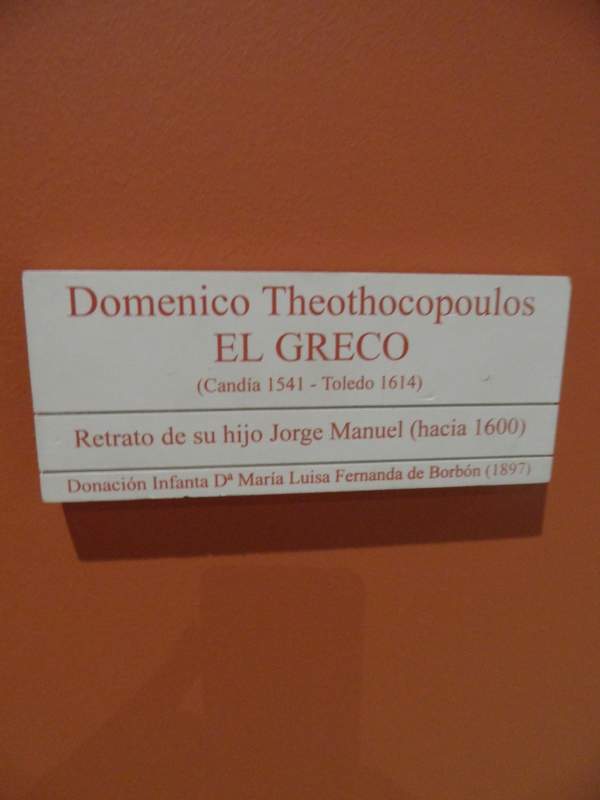 Domenico Theothocopoulos
EL GRECO
(Candía 1541 - Toledo 1614)
Retrato de su hijo Jorge Manuel (hacia 1600)
Donación Infanta Dª María Luisa Fernanda de Borbón (1897)